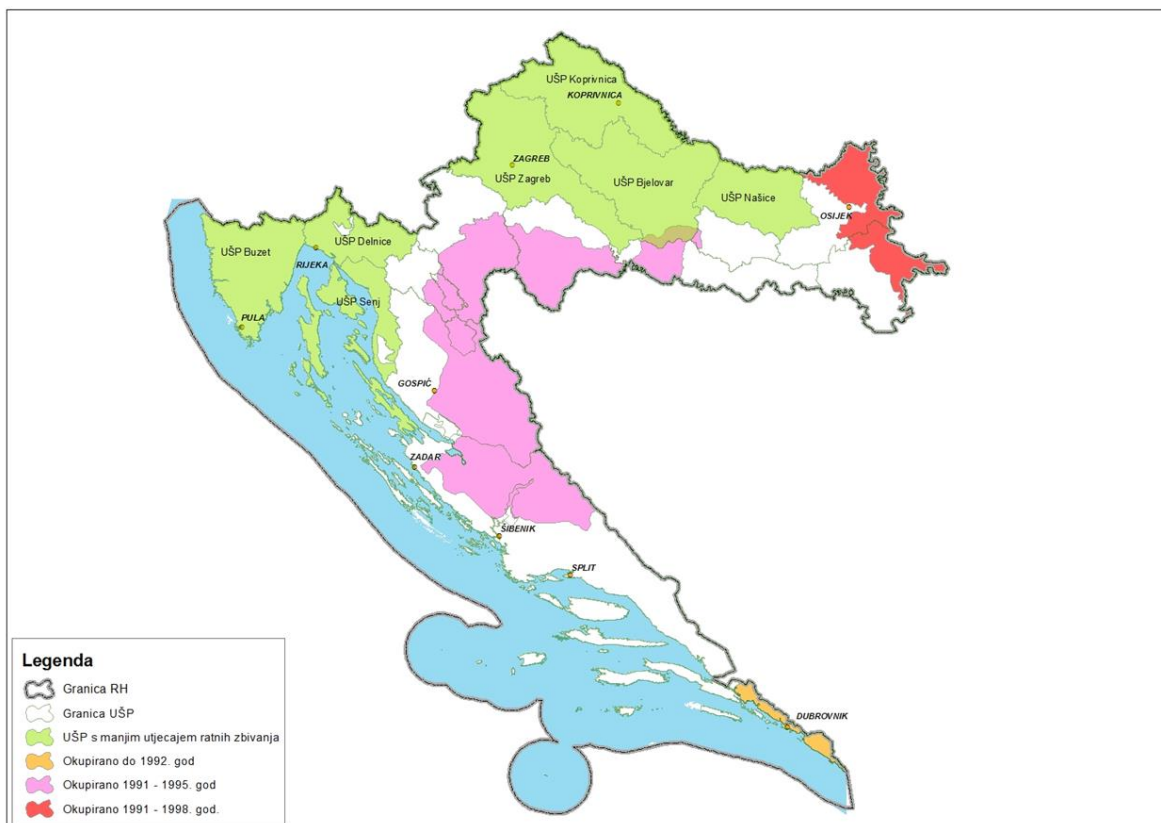 UŠP Koprivnica
KOPRIVNICA
ZAGREB
UŠP Zagreb
UŠP Bjelovar
UŠP Našice
OSIJEK
UŠP Delnice
UŠP Buzet
RIJEKA
UŠP Senj
PULA
GOSPIĆ
ZADAR
ŠIBENIK
SPLIT
DUBROVNIK
Legenda
Granica RH
Granica UŠP
UŠP s manjim utjecajem ratnih zbivanja
Okupirano do 1992. god
Okupirano 1991 - 1995. god
Okupirano 1991 - 1998. god.